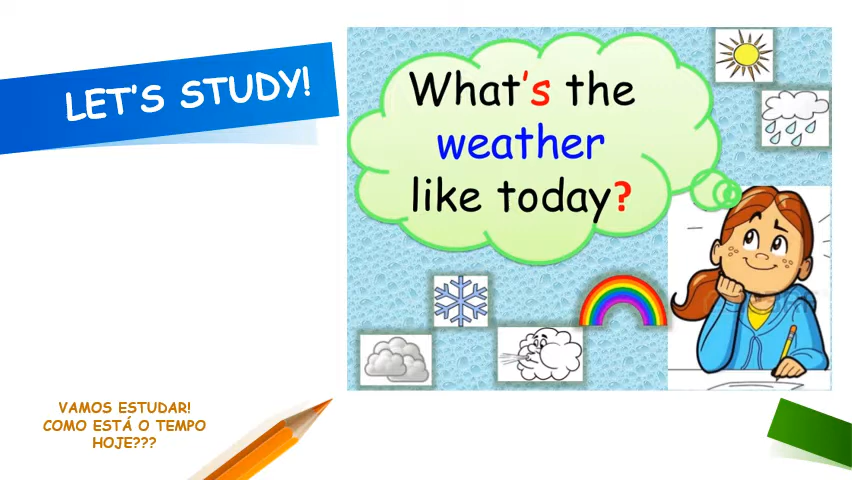 LET'S STUDY!
What's the
weather
like today?
VAMOS ESTUDAR!
COMO ESTÁ O TEMPO
HOJE???